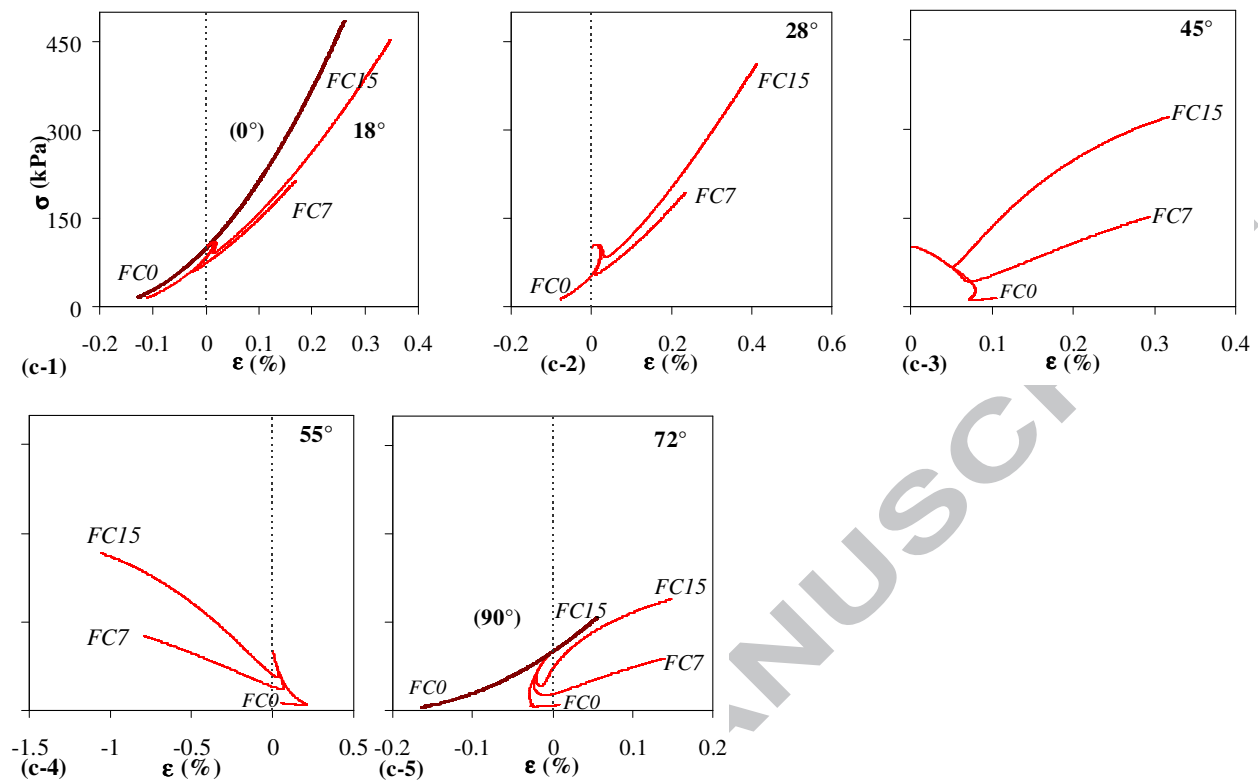 450
300
150
0
σ (kPa)
(0°)
18°
FC15
FC7
FC0
-0.2 -0.1 0 0.1 0.2 0.3 0.4
(c-1)
ε (%)
28°
FC15
FC7
FC0
-0.2 0 0.2 0.4 0.6
(c-2)
ε (%)
45°
FC15
FC7
FC0
0 0.1 0.2 0.3 0.4
(c-3)
ε (%)
55°
FC15
FC7
FC0
-1.5 -1 -0.5 0 0.5
(c-4)
ε (%)
72°
(90°)
FC15
FC15
FC7
FC0
FC0
-0.2 -0.1 0 0.1 0.2
(c-5)
ε (%)
ANUSC